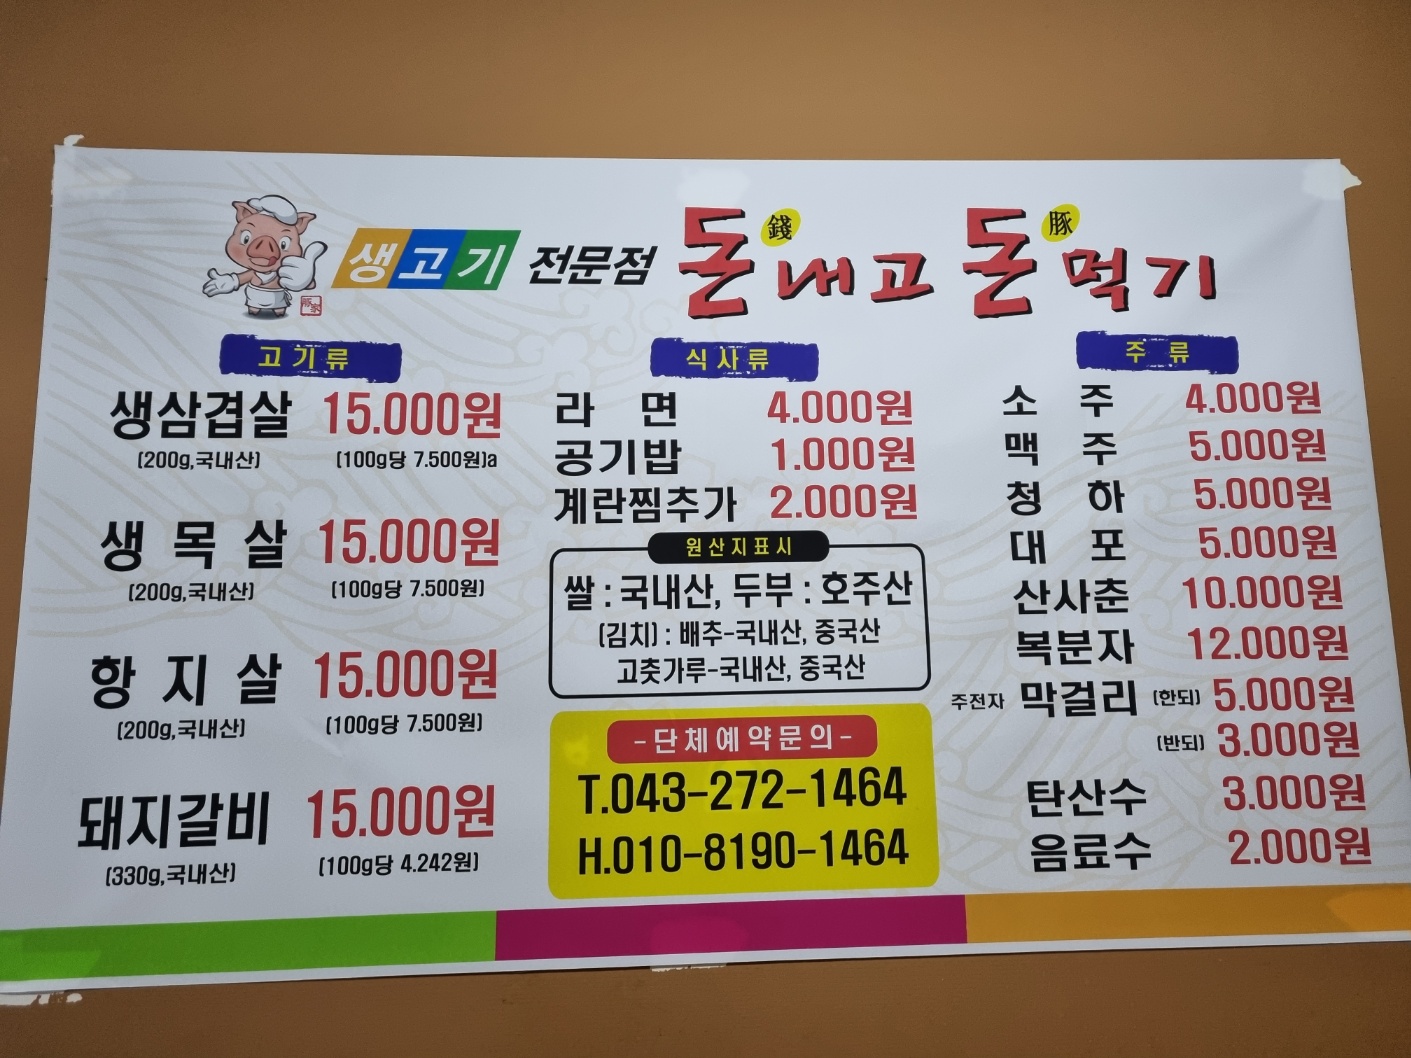 생고기 전문점 돈錢내고 돈豚먹기
고기류
생삼겹살 15.000원
(200g,국내산) (100g당 7.500원)a
생목살 15.000원
(200g,국내산) (100g당 7.500원)
항지살 15.000원
(200g,국내산) (100g당 7.500원)
돼지갈비 15.000원
(330g,국내산) (100g당 4.242원)
식사류
라면 4.000원
공기밥 1.000원
계란찜추가 2.000원
원산지표시
쌀 : 국내산, 두부 : 호주산
(김치) : 배추-국내산, 중국산
고춧가루-국내산, 중국산
-단체예약문의-
T.043-272-1464
H.010-8190-1464
주류
소주 4.000원
맥주 5.000원
청하 5.000원
대포 5.000원
산사춘 10.000원
복분자 12.000원
주전자 막걸리 (한되) 5.000원
(반되) 3.000원
탄산수 3.000원
음료수 2.000원